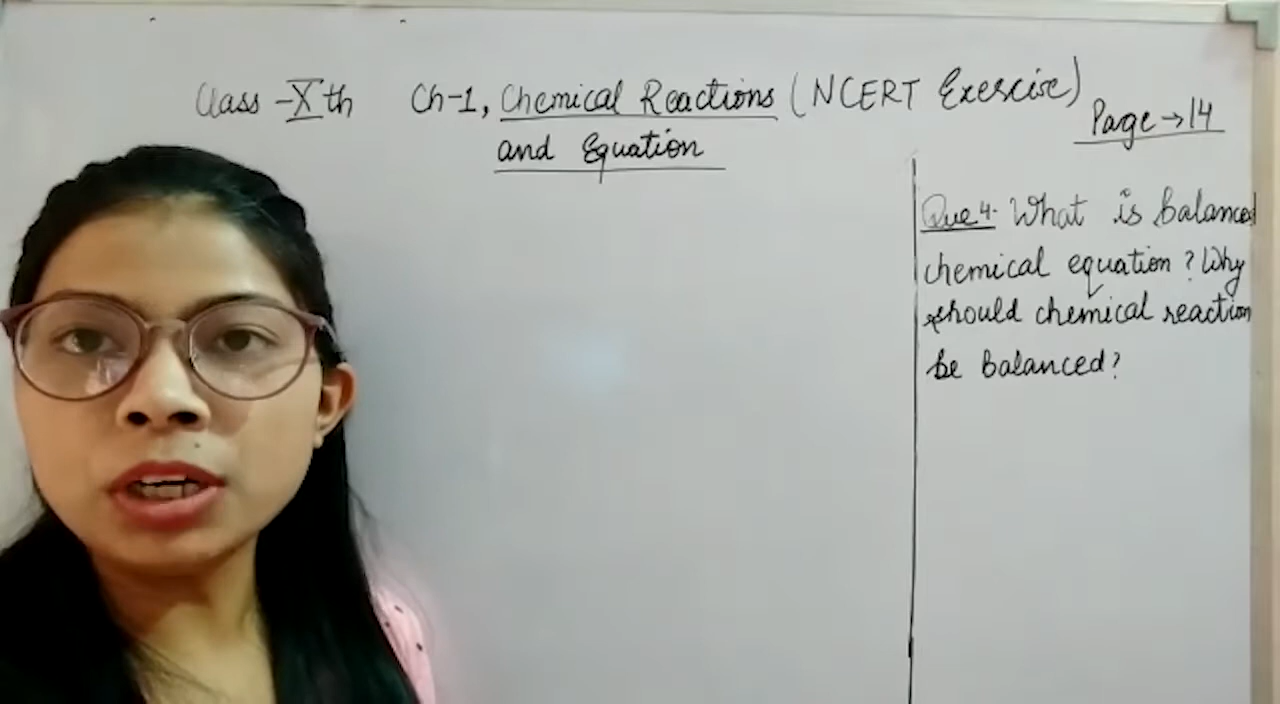 Class -Xth Ch-1, Chemical Reactions (NCERT Exercise)
and Equation
Page → 14
Que 4. What is balanced
chemical equation? Why
should chemical reaction
be balanced?